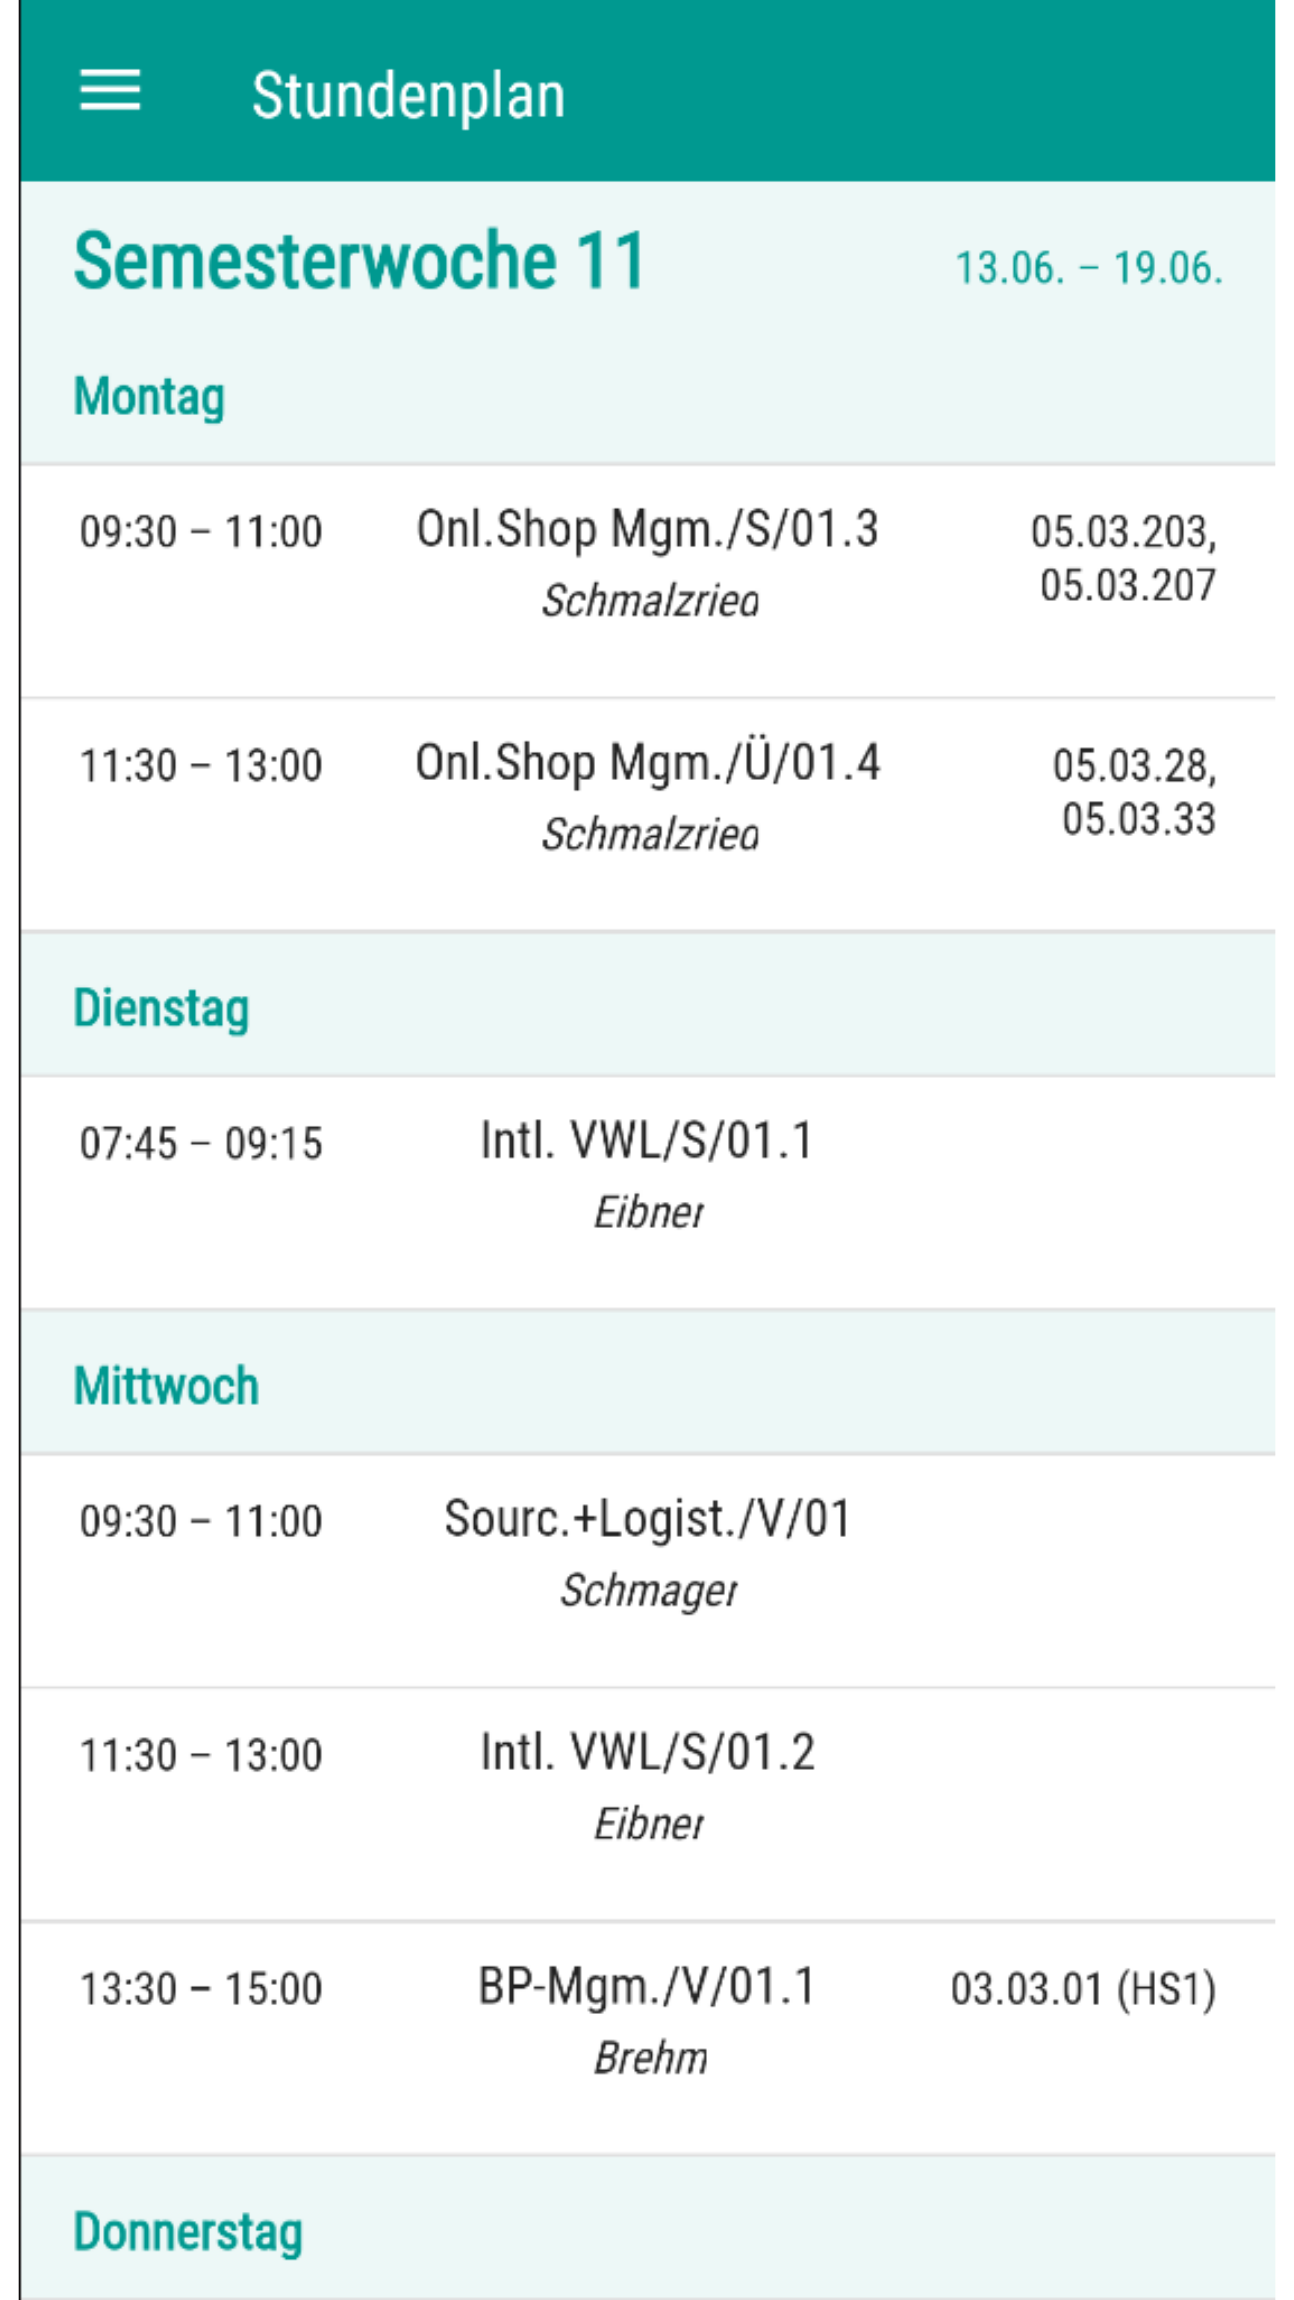 Stundenplan
Semesterwoche 11
13.06. – 19.06.
Montag
09:30 – 11:00
Onl.Shop Mgm./S/01.3
Schmalzried
05.03.203,
05.03.207
11:30 – 13:00
Onl.Shop Mgm./Ü/01.4
Schmalzried
05.03.28,
05.03.33
Dienstag
07:45 – 09:15
Intl. VWL/S/01.1
Eibner
Mittwoch
09:30 – 11:00
Sourc.+Logist./V/01
Schmager
11:30 – 13:00
Intl. VWL/S/01.2
Eibner
13:30 – 15:00
BP-Mgm./V/01.1
Brehm
03.03.01 (HS1)
Donnerstag